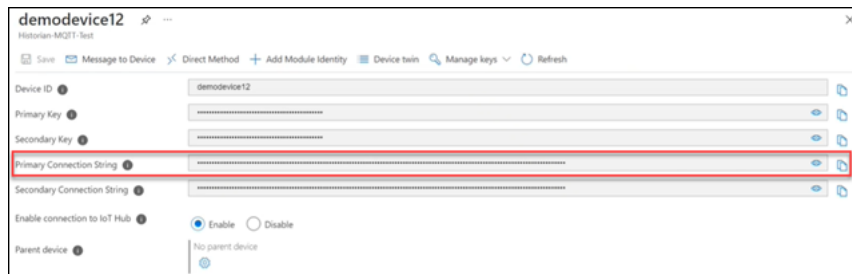 demodevice12
Historian-MQTT-Test
Save Message to Device Direct Method Add Module Identity Device twin Manage keys Refresh
Device ID demodevice12
Primary Key
Secondary Key
Primary Connection String
Secondary Connection String
Enable connection to IoT Hub Enable Disable
Parent device No parent device